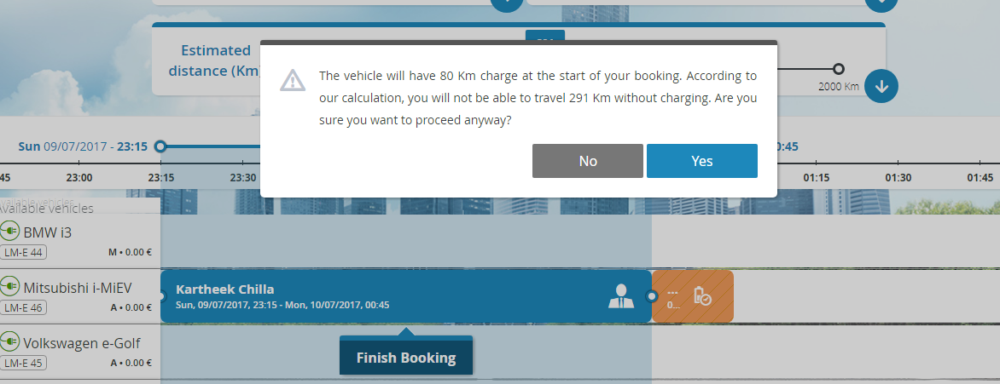 Estimated
distance (Km)
The vehicle will have 80 Km charge at the start of your booking. According to
our calculation, you will not be able to travel 291 Km without charging. Are you
sure you want to proceed anyway?
2000 Km
No
Yes
Sun 09/07/2017 - 23:15
0:45
45
23:00
23:15
23:30
01:15
01:30
01:45
Available vehicles
BMW i3
LM-E 44
M • 0.00 €
Mitsubishi i-MiEV
LM-E 46
A • 0.00 €
Kartheek Chilla
Sun, 09/07/2017, 23:15 - Mon, 10/07/2017, 00:45
...
0...
Volkswagen e-Golf
LM-E 45
A • 0.00 €
Finish Booking